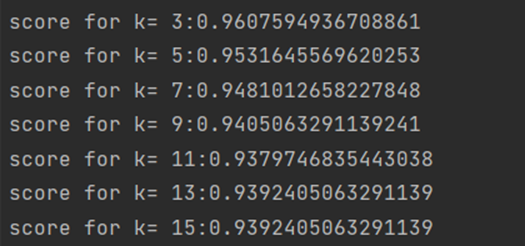 score for k= 3:0.9607594936708861
score for k= 5:0.9531645569620253
score for k= 7:0.9481012658227848
score for k= 9:0.9405063291139241
score for k= 11:0.9379746835443038
score for k= 13:0.9392405063291139
score for k= 15:0.9392405063291139